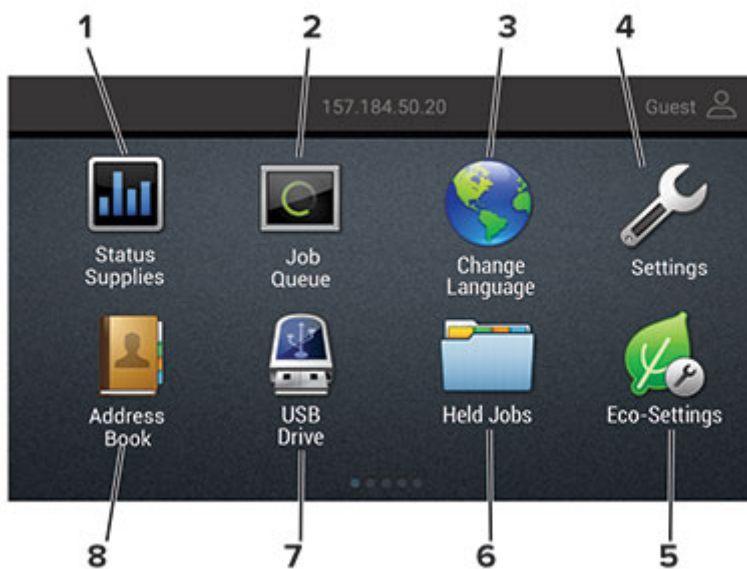 1 2 3 4
157.184.50.20 Guest
Status Supplies
Job Queue
Change Language
Settings
Address Book
USB Drive
Held Jobs
Eco-Settings
8 7 6 5